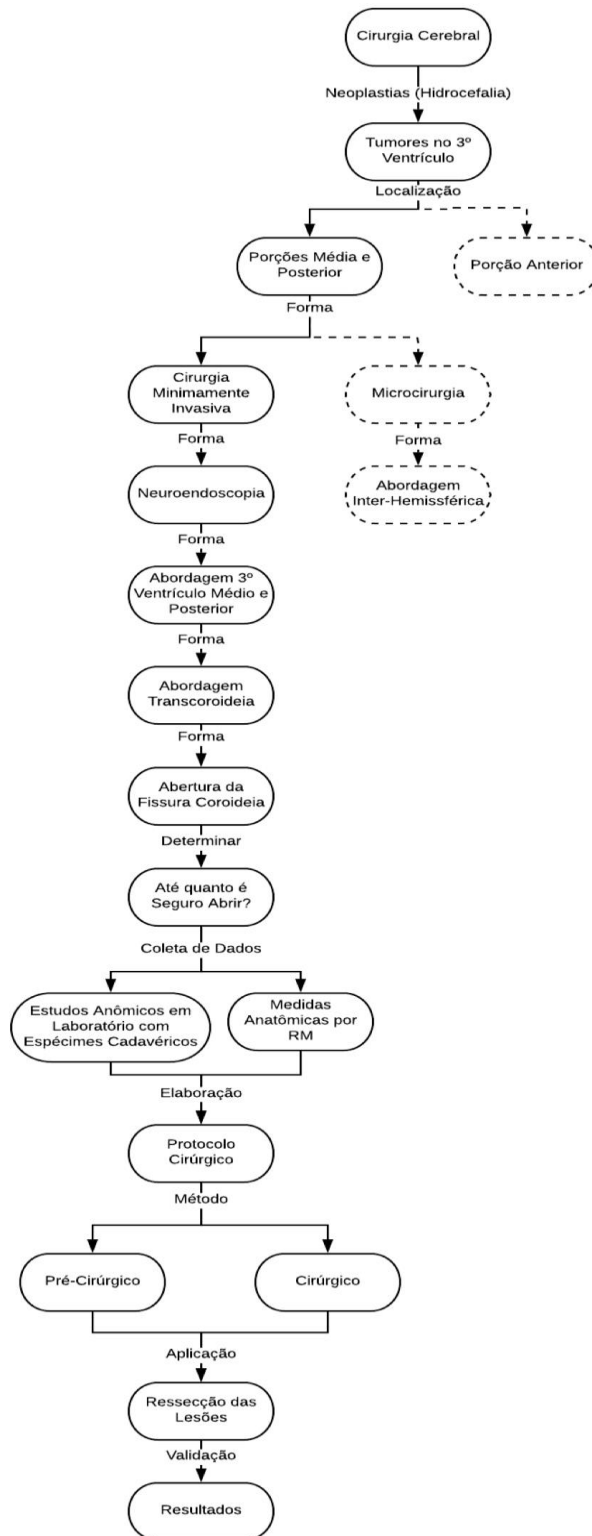 Cirurgia Cerebral
Neoplastias (Hidrocefalia)
Tumores no 3º
Ventrículo
Localização
Porções Média e
Posterior
Porção Anterior
Forma
Cirurgia
Minimamente
Invasiva
Microcirurgia
Forma
Forma
Neuroendoscopia
Abordagem
Inter-Hemissférica
Forma
Abordagem 3º
Ventrículo Médio e
Posterior
Forma
Abordagem
Transcoroideia
Forma
Abertura da
Fissura Coroideia
Determinar
Até quanto é
Seguro Abrir?
Coleta de Dados
Estudos Anômicos em
Laboratório com
Espécimes Cadavéricos
Medidas
Anatômicas por
RM
Elaboração
Protocolo
Cirúrgico
Método
Pré-Cirúrgico
Cirúrgico
Aplicação
Ressecção das
Lesões
Validação
Resultados